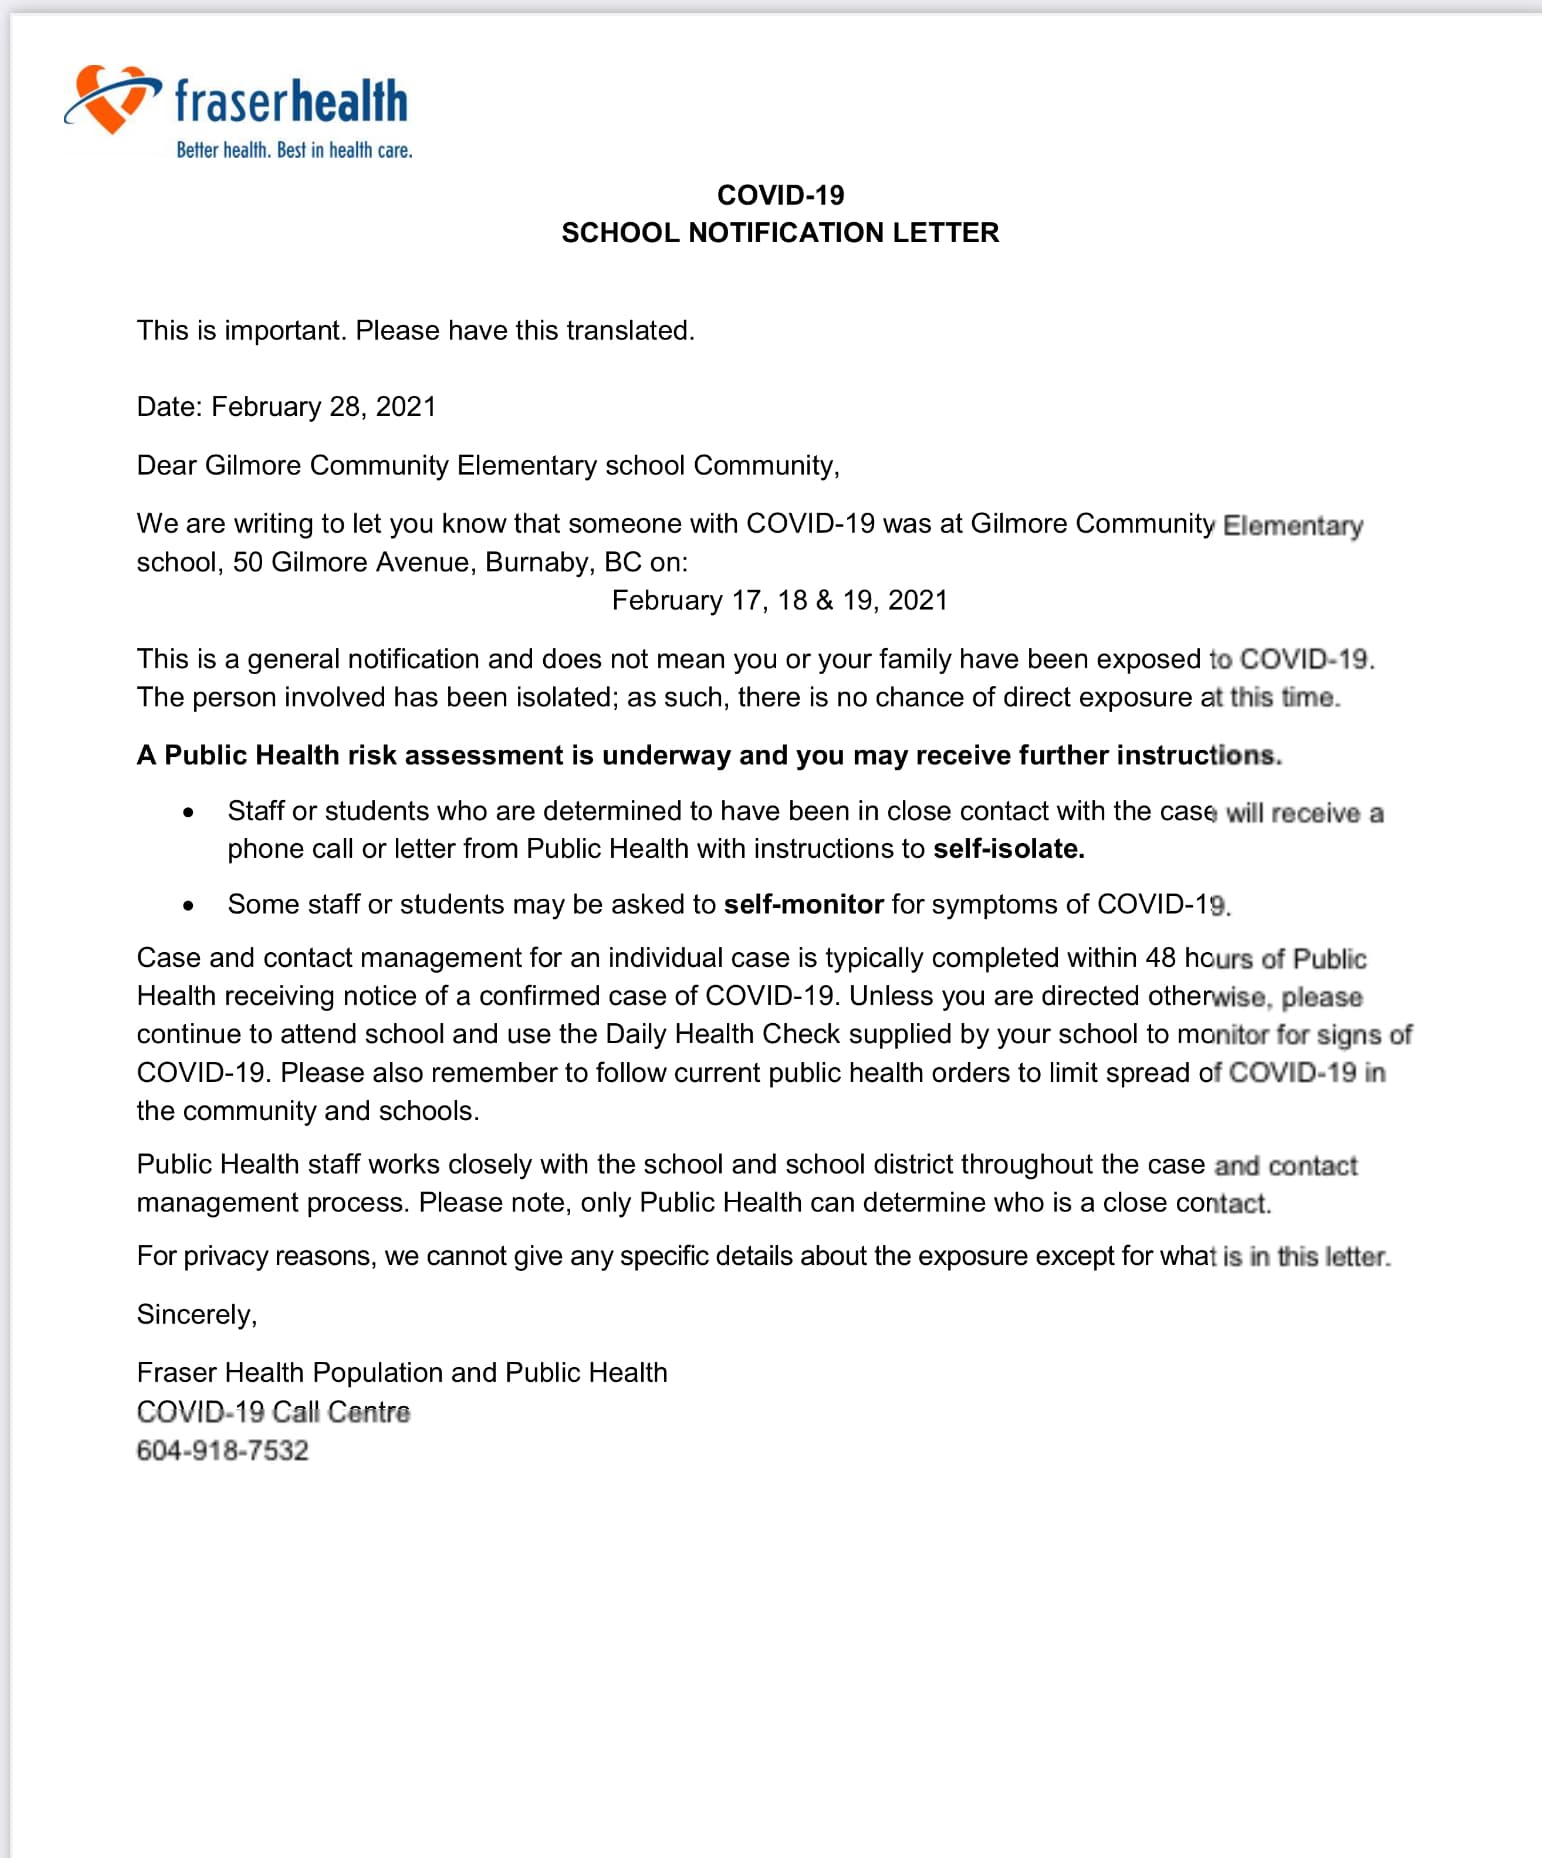 fraserhealth
Better health. Best in health care.
COVID-19
SCHOOL NOTIFICATION LETTER
This is important. Please have this translated.
Date: February 28, 2021
Dear Gilmore Community Elementary school Community,
We are writing to let you know that someone with COVID-19 was at Gilmore Community Elementary
school, 50 Gilmore Avenue, Burnaby, BC on:
February 17, 18 & 19, 2021
This is a general notification and does not mean you or your family have been exposed to COVID-19.
The person involved has been isolated; as such, there is no chance of direct exposure at this time.
A Public Health risk assessment is underway and you may receive further instructions.
• Staff or students who are determined to have been in close contact with the case will receive a
phone call or letter from Public Health with instructions to self-isolate.
• Some staff or students may be asked to self-monitor for symptoms of COVID-19.
Case and contact management for an individual case is typically completed within 48 hours of Public
Health receiving notice of a confirmed case of COVID-19. Unless you are directed otherwise, please
continue to attend school and use the Daily Health Check supplied by your school to monitor for signs of
COVID-19. Please also remember to follow current public health orders to limit spread of COVID-19 in
the community and schools.
Public Health staff works closely with the school and school district throughout the case and contact
management process. Please note, only Public Health can determine who is a close contact.
For privacy reasons, we cannot give any specific details about the exposure except for what is in this letter.
Sincerely,
Fraser Health Population and Public Health
COVID-19 Call Centre
604-918-7532